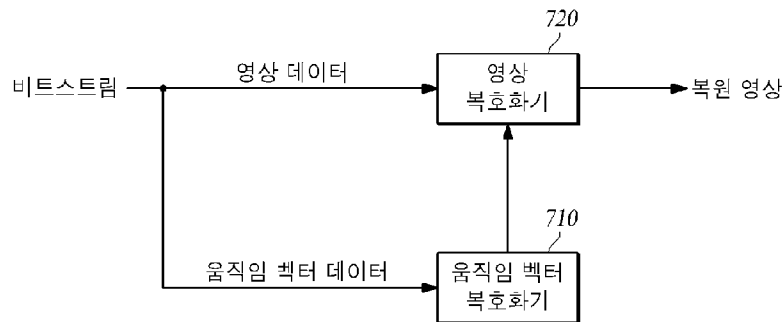 720
비트스트림
영상 데이터
영상
복호화기
복원 영상
710
움직임 벡터 데이터
움직임 벡터
복호화기